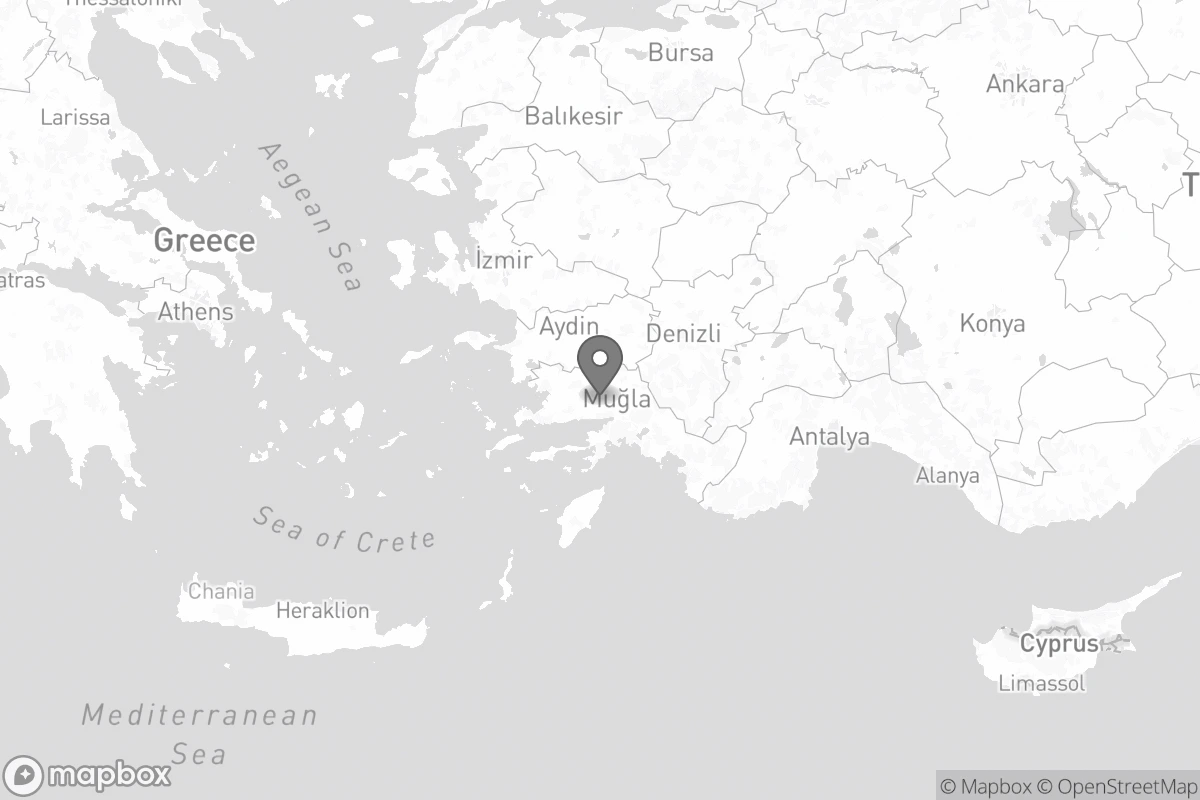 Thessaloniki
Bursa
Ankara
Larissa
Balıkesir
Aegean Sea
Greece
İzmir
atras
Athens
Aydin
Denizli
Konya
Muğla
Antalya
Alanya
Sea of Crete
Chania
Heraklion
Cyprus
Limassol
Mediterranean
Sea
mapbox
© Mapbox © OpenStreetMap